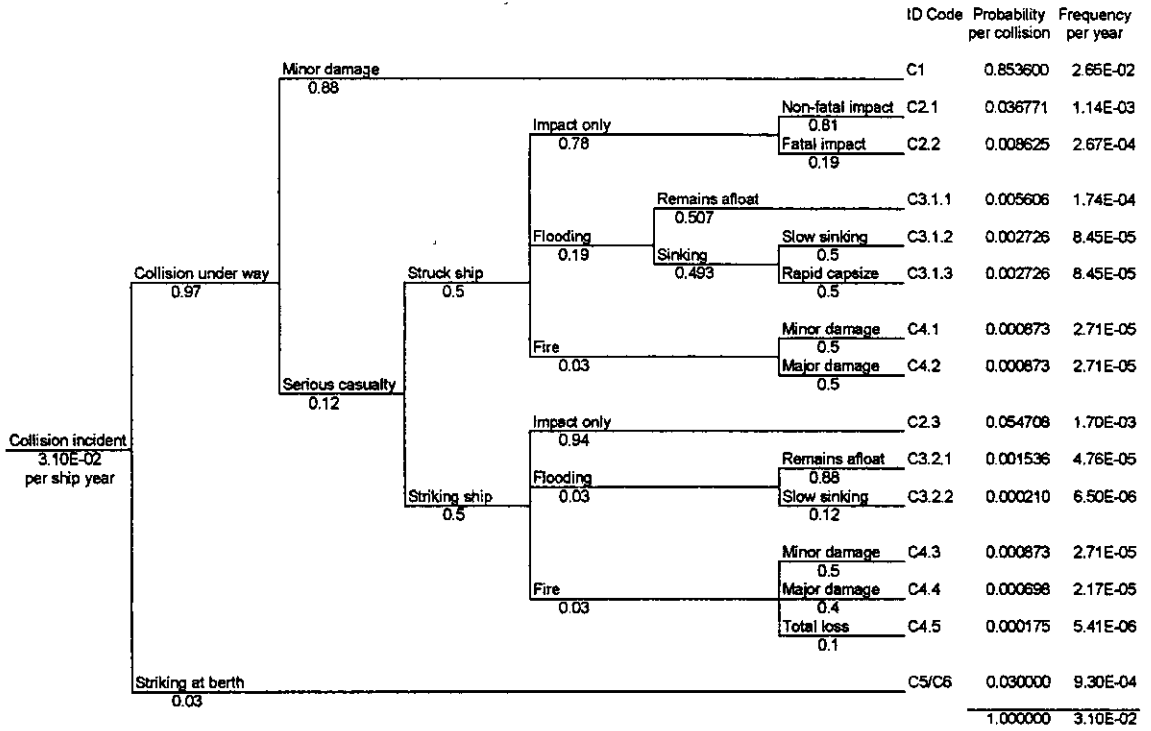 ID Code Probability Frequency
per collision per year
Minor damage C1 0.853600 2.65E-02
0.88
Non-fatal impact C2.1 0.036771 1.14E-03
Impact only 0.81
0.78 Fatal impact C2.2 0.008625 2.67E-04
0.19
Remains afloat C3.1.1 0.005606 1.74E-04
0.507
Flooding Slow sinking C3.1.2 0.002726 8.45E-05
0.19 Sinking 0.5
Collision under way Struck ship 0.493 Rapid capsize C3.1.3 0.002726 8.45E-05
0.97 0.5 0.5
Minor damage C4.1 0.000873 2.71E-05
Fire 0.5
0.03 Major damage C4.2 0.000873 2.71E-05
Serious casualty 0.5
0.12
Impact only C2.3 0.054708 1.70E-03
Collision incident 0.94
3.10E-02 Remains afloat C3.2.1 0.001536 4.76E-05
per ship year Flooding 0.88
Striking ship 0.03 Slow sinking C3.2.2 0.000210 6.50E-06
0.5 0.12
Minor damage C4.3 0.000873 2.71E-05
0.5
Fire Major damage C4.4 0.000698 2.17E-05
0.03 0.4
Total loss C4.5 0.000175 5.41E-06
0.1
Striking at berth C5/C6 0.030000 9.30E-04
0.03
1.000000 3.10E-02